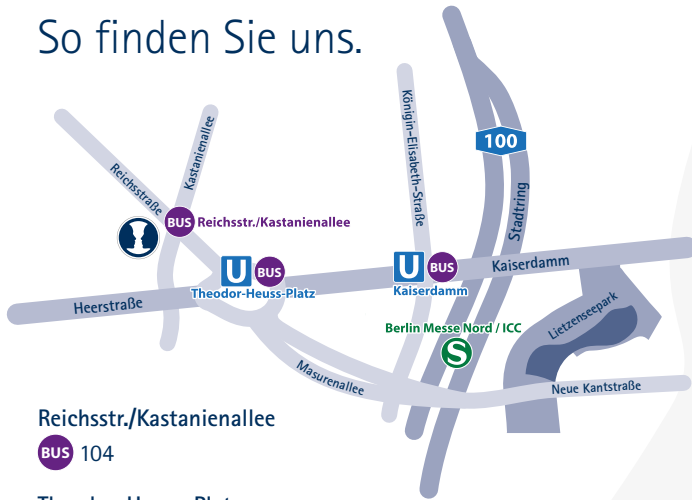 So finden Sie uns.
Königin-Elisabeth-Straße
100
Kastanienallee
Reichsstraße
Stadtring
BUS Reichsstr./Kastanienallee
U BUS
Theodor-Heuss-Platz
U BUS
Kaiserdamm
Kaiserdamm
Heerstraße
Lietzenseepark
Berlin Messe Nord / ICC
S
Masurenallee
Neue Kantstraße
Reichsstr./Kastanienallee
BUS 104